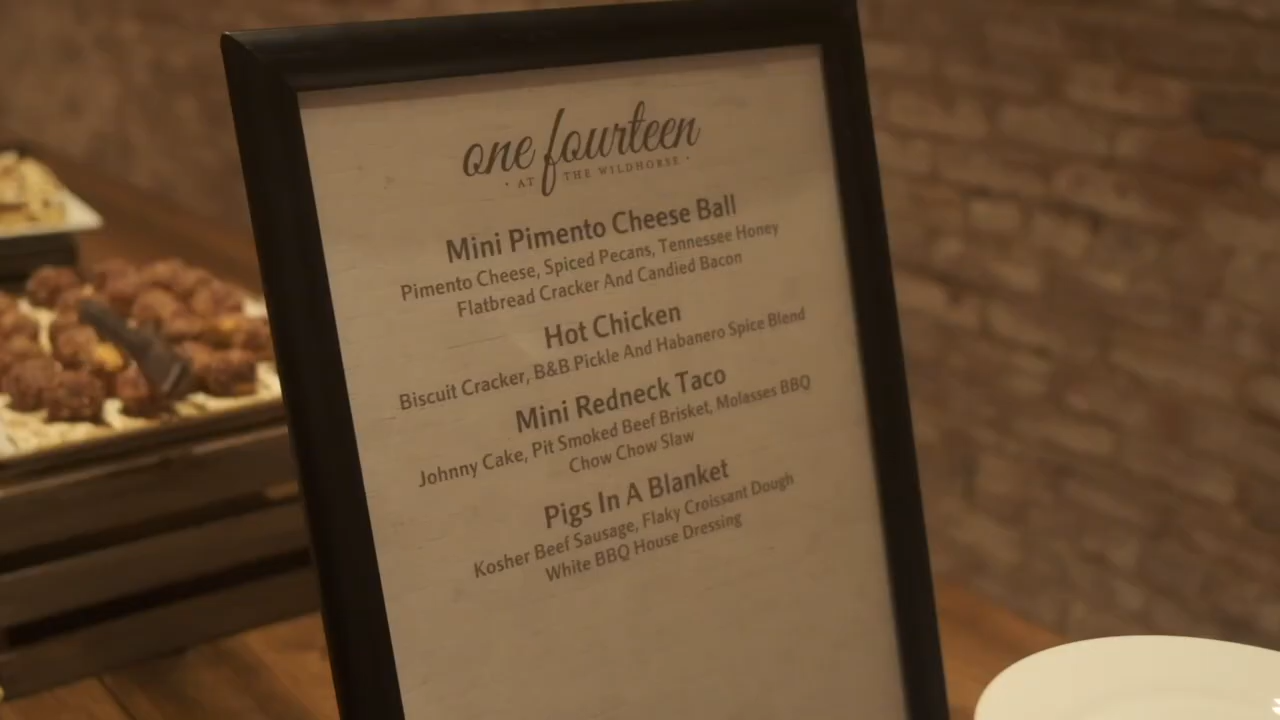 one fourteen
· AT THE WILDHORSE ·
Mini Pimento Cheese Ball
Pimento Cheese, Spiced Pecans, Tennessee Honey
Flatbread Cracker And Candied Bacon
Hot Chicken
Biscuit Cracker, B&B Pickle And Habanero Spice Blend
Mini Redneck Taco
Johnny Cake, Pit Smoked Beef Brisket, Molasses BBQ
Chow Chow Slaw
Pigs In A Blanket
Kosher Beef Sausage, Flaky Croissant Dough
White BBQ House Dressing